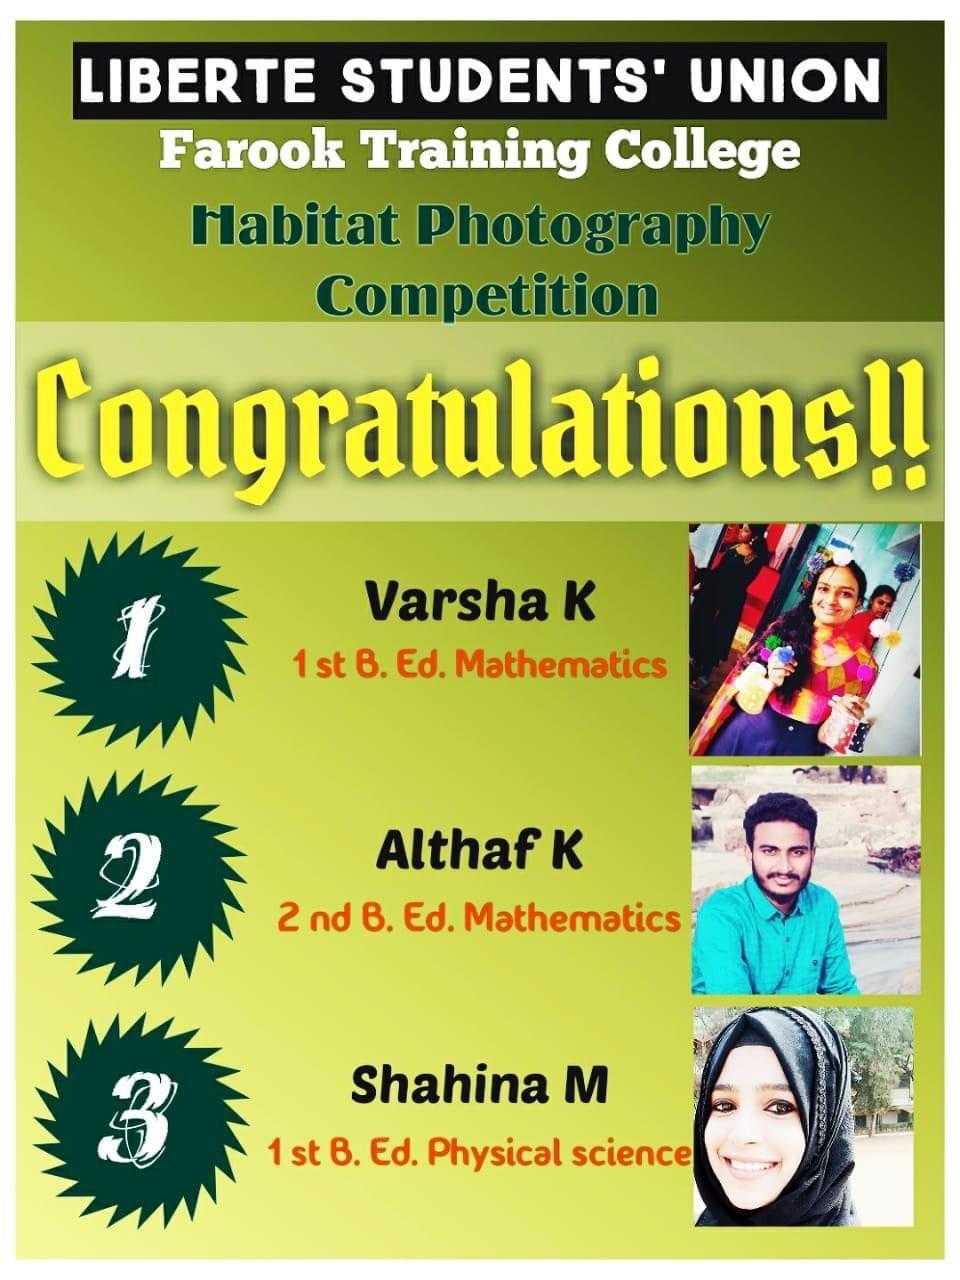 LIBERTE STUDENTS' UNION
Farook Training College
Habitat Photography
Competition
Congratulations!!
1
Varsha K
1 st B. Ed. Mathematics
2
Althaf K
2 nd B. Ed. Mathematics
3
Shahina M
1 st B. Ed. Physical science